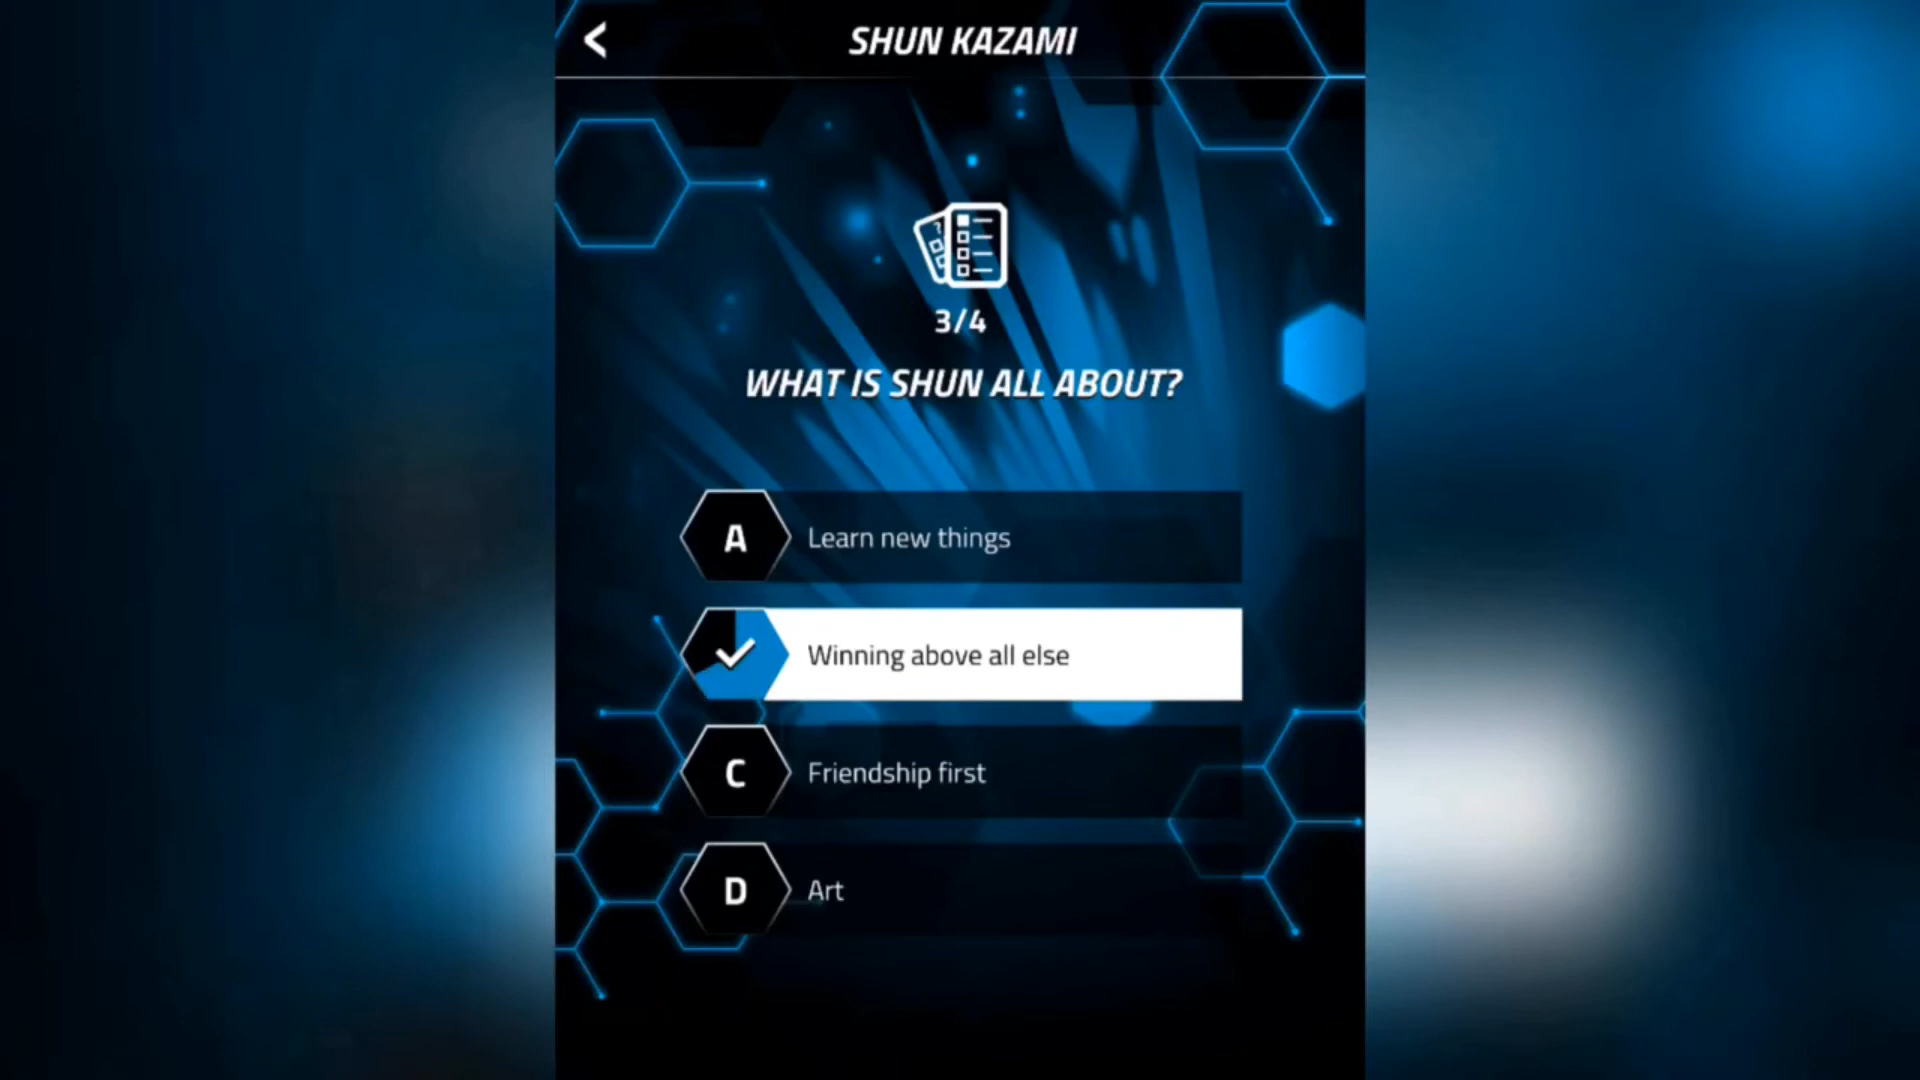 SHUN KAZAMI
3/4
WHAT IS SHUN ALL ABOUT?
A Learn new things
Winning above all else
C Friendship first
D Art